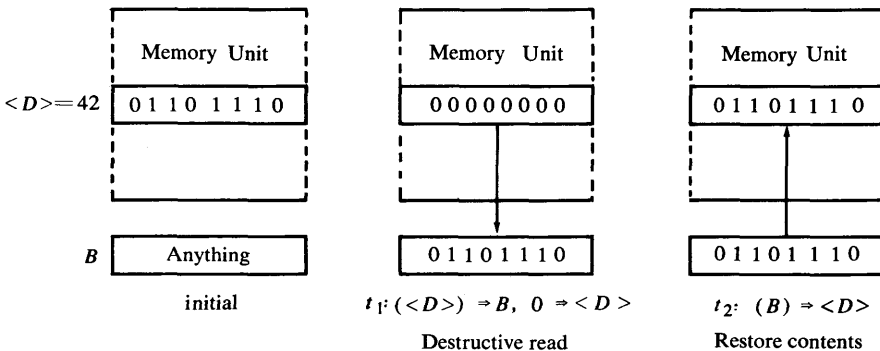 Memory Unit
<D>=42 0 1 1 0 1 1 1 0
B Anything
initial
Memory Unit
0 0 0 0 0 0 0 0
0 1 1 0 1 1 1 0
t1: (<D>) ⇒ B, 0 ⇒ <D>
Destructive read
Memory Unit
0 1 1 0 1 1 1 0
0 1 1 0 1 1 1 0
t2: (B) ⇒ <D>
Restore contents